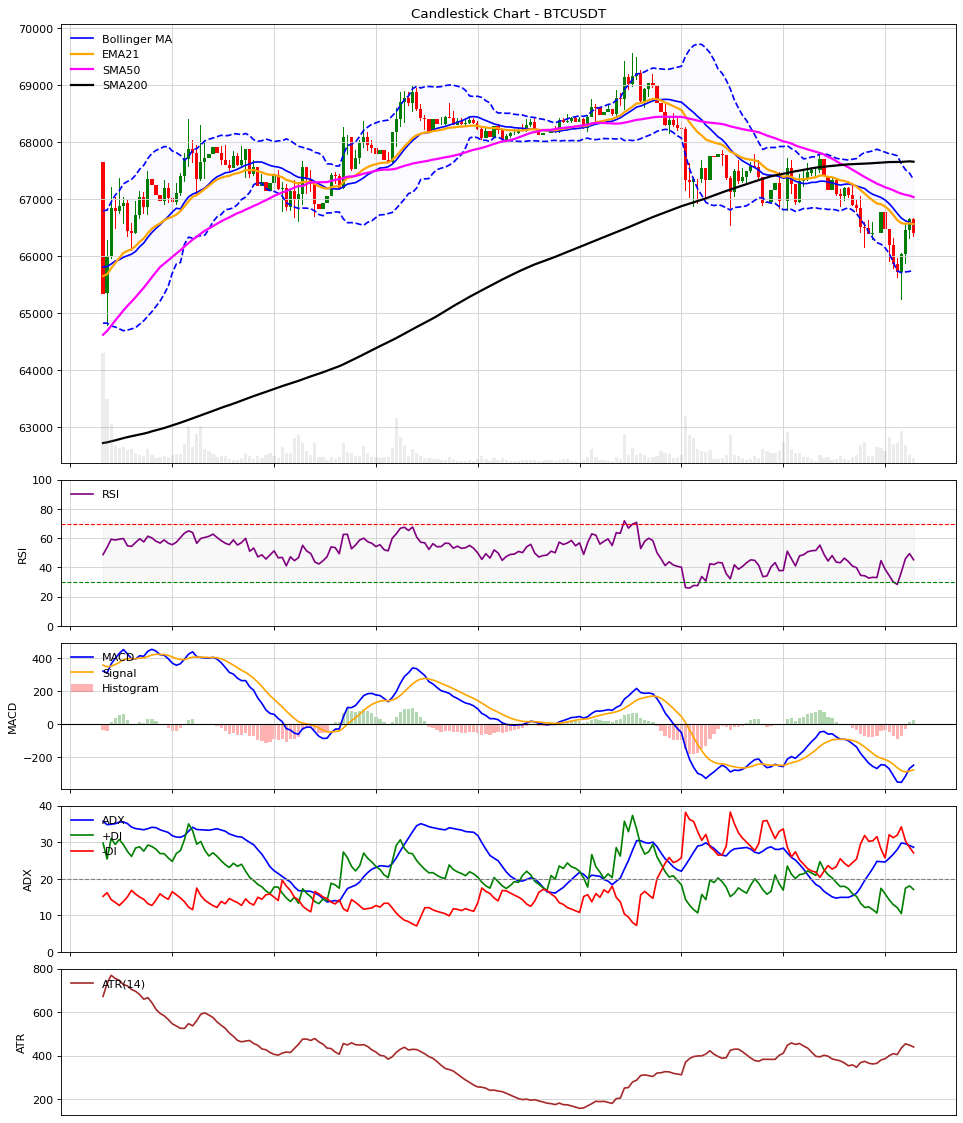 Candlestick Chart - BTCUSDT
70000
69000
68000
67000
66000
65000
64000
63000
Bollinger MA
EMA21
SMA50
SMA200
100
80
60
40
20
0
RSI
RSI
400
200
0
−200
MACD
MACD
Signal
Histogram
40
30
20
10
0
ADX
ADX
+DI
-DI
800
600
400
200
ATR
ATR(14)